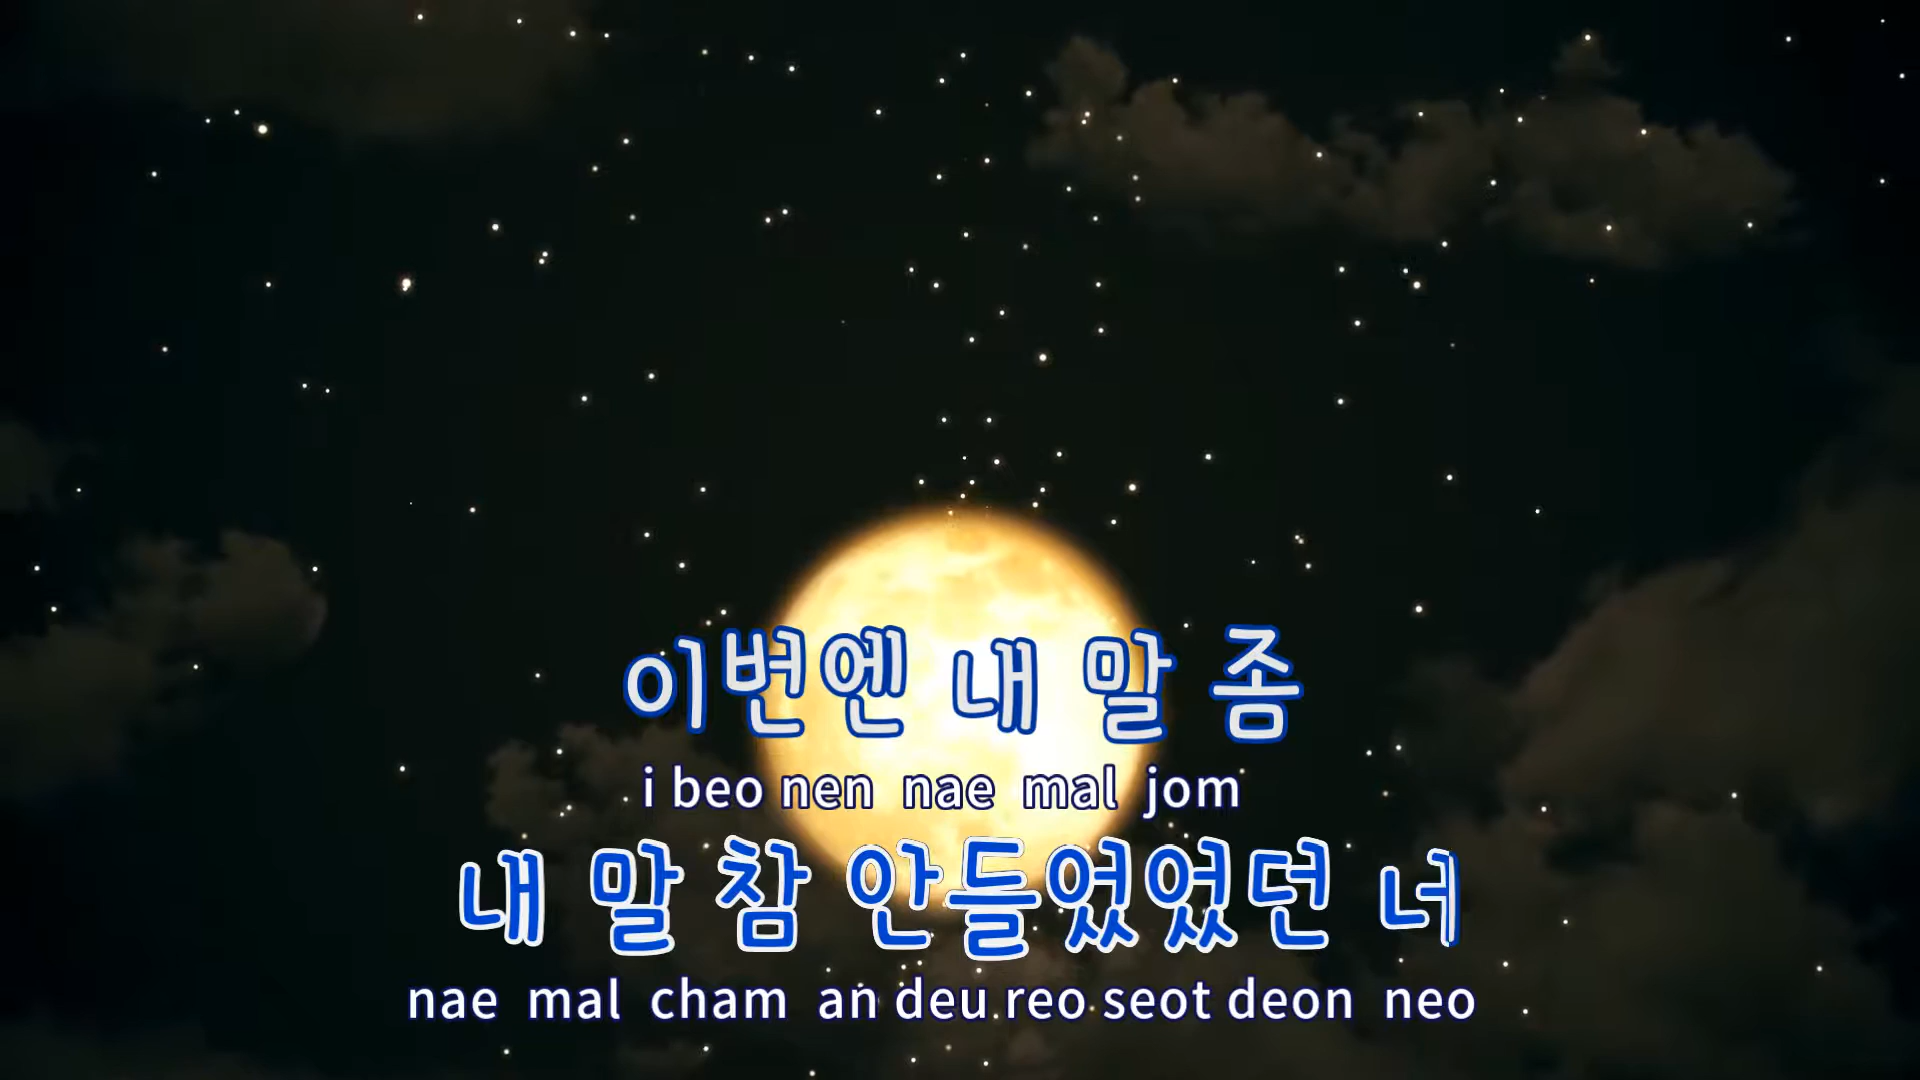 이번엔 내 말 좀
i beo nen nae mal jom
내 말 참 안들었었던 너
nae mal cham an deu reo seot deon neo